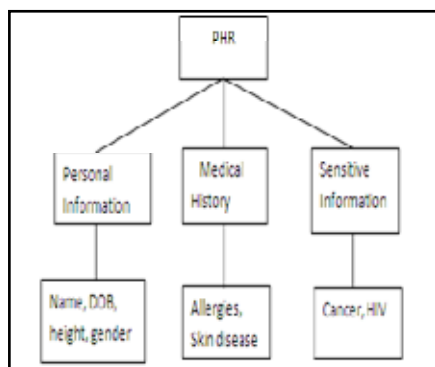 PHR
Personal
Information
Medical
History
Sensitive
Information
Name, DOB,
height, gender
Allergies,
Skin disease
Cancer, HIV